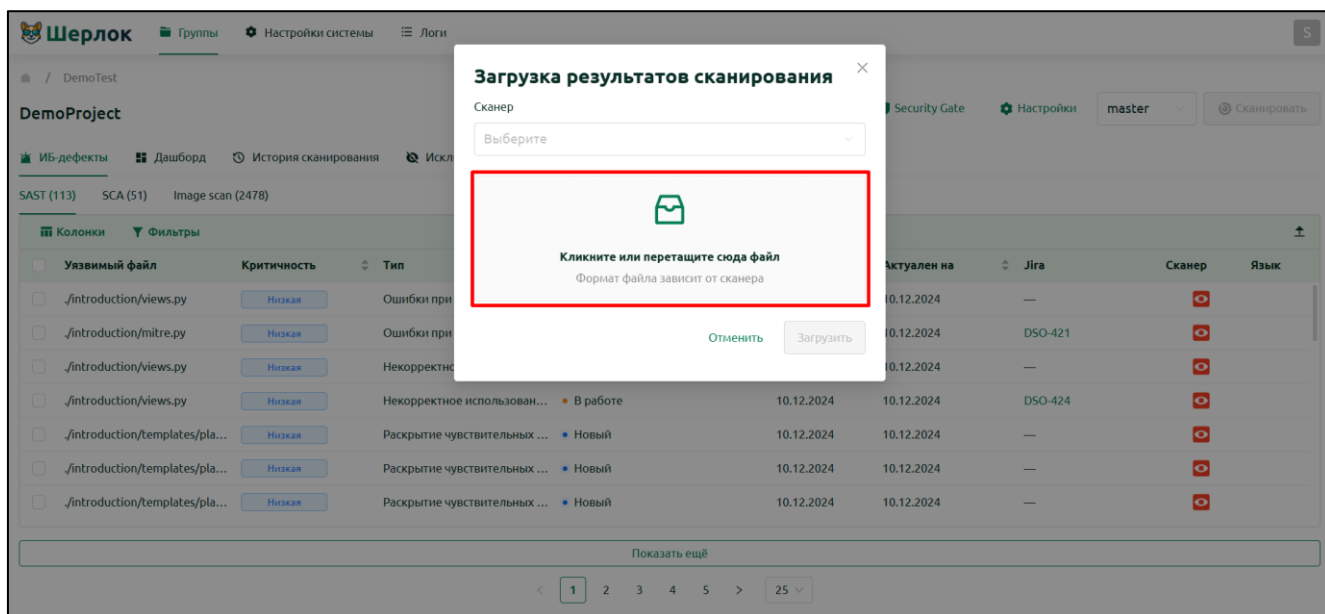 Шерлок Группы Настройки системы Логи S
/ DemoTest
DemoProject Security Gate Настройки master Сканировать
ИБ-дефекты Дашборд История сканирования Искл
SAST (113) SCA (51) Image scan (2478)
Загрузка результатов сканирования
Сканер
Выберите
Кликните или перетащите сюда файл
Формат файла зависит от сканера
Отменить Загрузить
Колонки Фильтры
Уязвимый файл Критичность Тип Актуален на Jira Сканер Язык
./introduction/views.py Низкая Ошибки при 10.12.2024 —
./introduction/mitre.py Низкая Ошибки при 10.12.2024 DSO-421
./introduction/views.py Низкая Некорректно 10.12.2024 —
./introduction/views.py Низкая Некорректное использован... В работе 10.12.2024 10.12.2024 DSO-424
./introduction/templates/pla... Низкая Раскрытие чувствительных ... Новый 10.12.2024 10.12.2024 —
./introduction/templates/pla... Низкая Раскрытие чувствительных ... Новый 10.12.2024 10.12.2024 —
./introduction/templates/pla... Низкая Раскрытие чувствительных ... Новый 10.12.2024 10.12.2024 —
Показать ещё
< 1 2 3 4 5 > 25